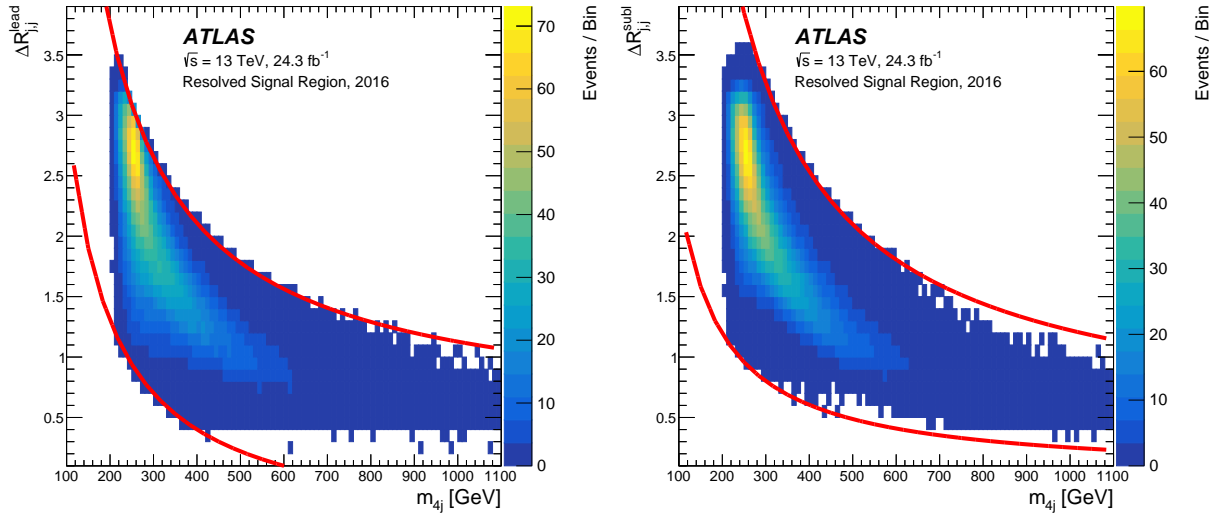 ΔR^lead_j,j
3.5
3
2.5
2
1.5
1
0.5
ATLAS
√s = 13 TeV, 24.3 fb⁻¹
Resolved Signal Region, 2016
100 200 300 400 500 600 700 800 900 1000 1100
m_4j [GeV]
70
60
50
40
30
20
10
0
Events / Bin
ΔR^subl_j,j
3.5
3
2.5
2
1.5
1
0.5
ATLAS
√s = 13 TeV, 24.3 fb⁻¹
Resolved Signal Region, 2016
100 200 300 400 500 600 700 800 900 1000 1100
m_4j [GeV]
60
50
40
30
20
10
0
Events / Bin